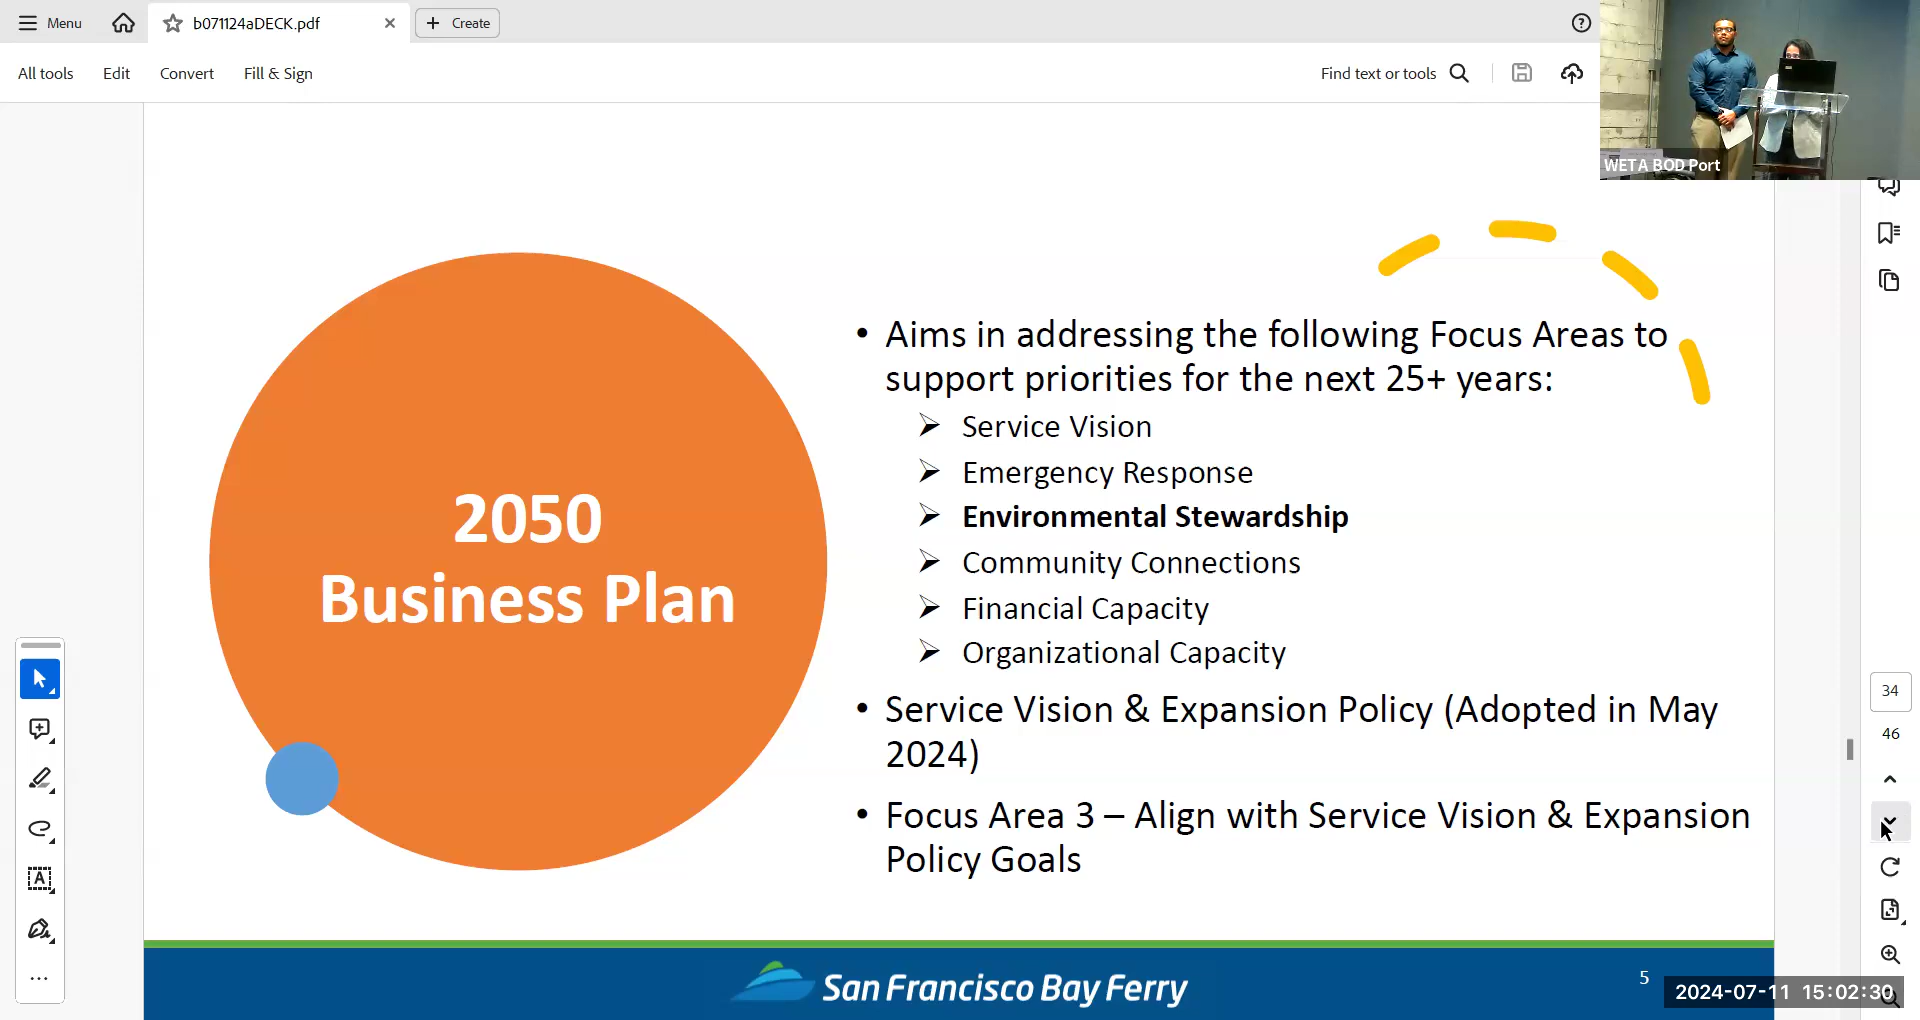 Menu
b071124aDECK.pdf
Create
All tools
Edit
Convert
Fill & Sign
Find text or tools
WETA BOD Port
2050
Business Plan
• Aims in addressing the following Focus Areas to
support priorities for the next 25+ years:
➢ Service Vision
➢ Emergency Response
➢ Environmental Stewardship
➢ Community Connections
➢ Financial Capacity
➢ Organizational Capacity
• Service Vision & Expansion Policy (Adopted in May
2024)
• Focus Area 3 – Align with Service Vision & Expansion
Policy Goals
34
46
San Francisco Bay Ferry
5
2024-07-11 15:02:30